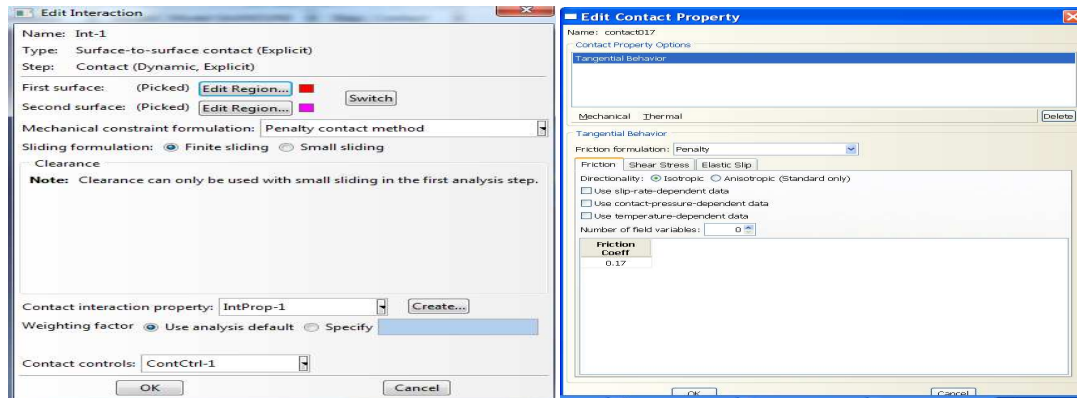 Edit Interaction
Name: Int-1
Type: Surface-to-surface contact (Explicit)
Step: Contact (Dynamic, Explicit)
First surface: (Picked) Edit Region...
Second surface: (Picked) Edit Region...
Switch
Mechanical constraint formulation: Penalty contact method
Sliding formulation: Finite sliding Small sliding
Clearance
Note: Clearance can only be used with small sliding in the first analysis step.
Contact interaction property: IntProp-1 Create...
Weighting factor Use analysis default Specify
Contact controls: ContCtrl-1
OK Cancel
Edit Contact Property
Name: contact017
Contact Property Options
Tangential Behavior
Mechanical Thermal Delete
Tangential Behavior
Friction formulation: Penalty
Friction Shear Stress Elastic Slip
Directionality: Isotropic Anisotropic (Standard only)
Use slip-rate-dependent data
Use contact-pressure-dependent data
Use temperature-dependent data
Number of field variables: 0
Friction
Coeff
0.17
OK Cancel